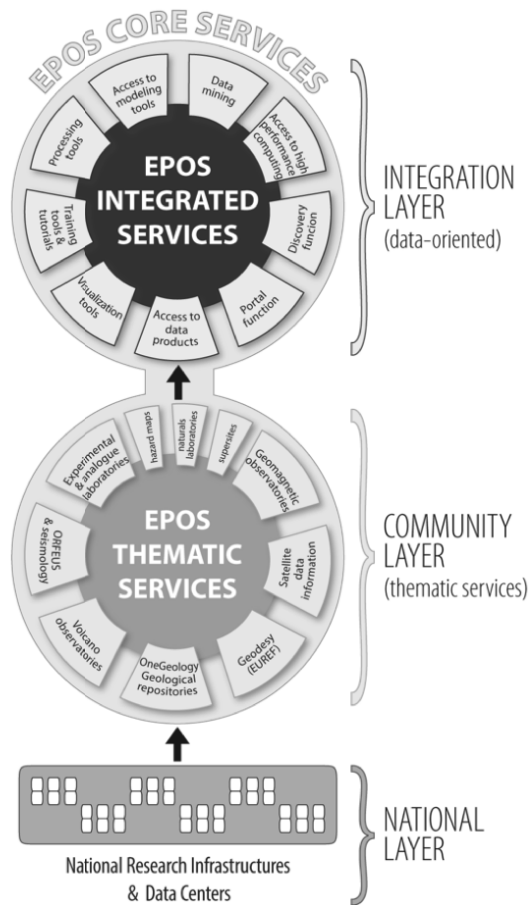 EPOS CORE SERVICES
Access to
modeling tools
Data
mining
Access to high
performance
computing
Discovery
funcion
Portal
function
Access to
data
products
Visualization
tools
Training
tools &
tutorials
Processing
tools
EPOS
INTEGRATED
SERVICES
INTEGRATION
LAYER
(data-oriented)
Experimental
& analogue
laboratories
hazard maps
naturals
laboratories
supersites
Geomagnetic
observatories
Satellite
data
information
Geodesy
(EUREF)
OneGeology
Geological
repositories
Volcano
observatories
ORFEUS
& seismology
EPOS
THEMATIC
SERVICES
COMMUNITY
LAYER
(thematic services)
National Research Infrastructures
& Data Centers
NATIONAL
LAYER